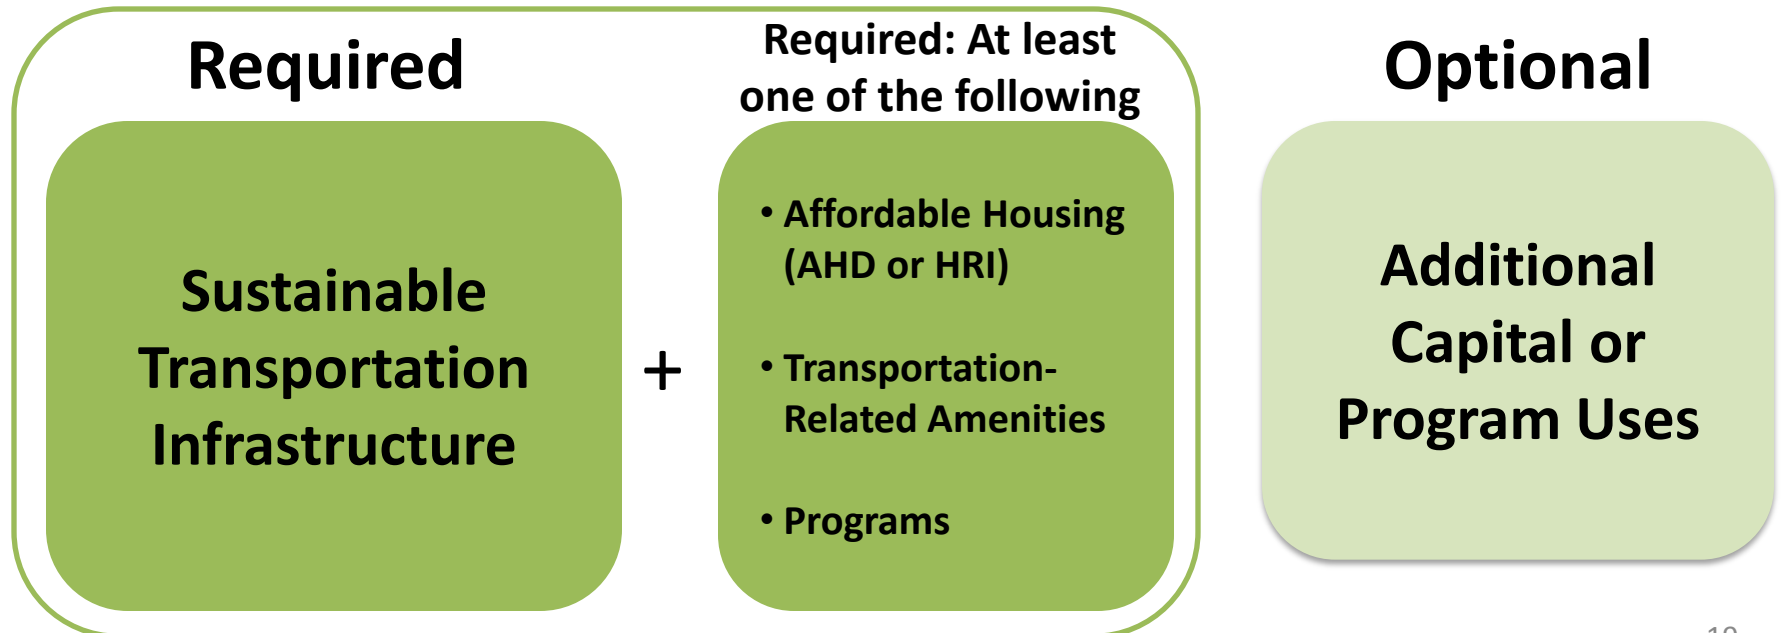 Required
Sustainable
Transportation
Infrastructure
+
Required: At least
one of the following
• Affordable Housing
(AHD or HRI)
• Transportation-
Related Amenities
• Programs
Optional
Additional
Capital or
Program Uses